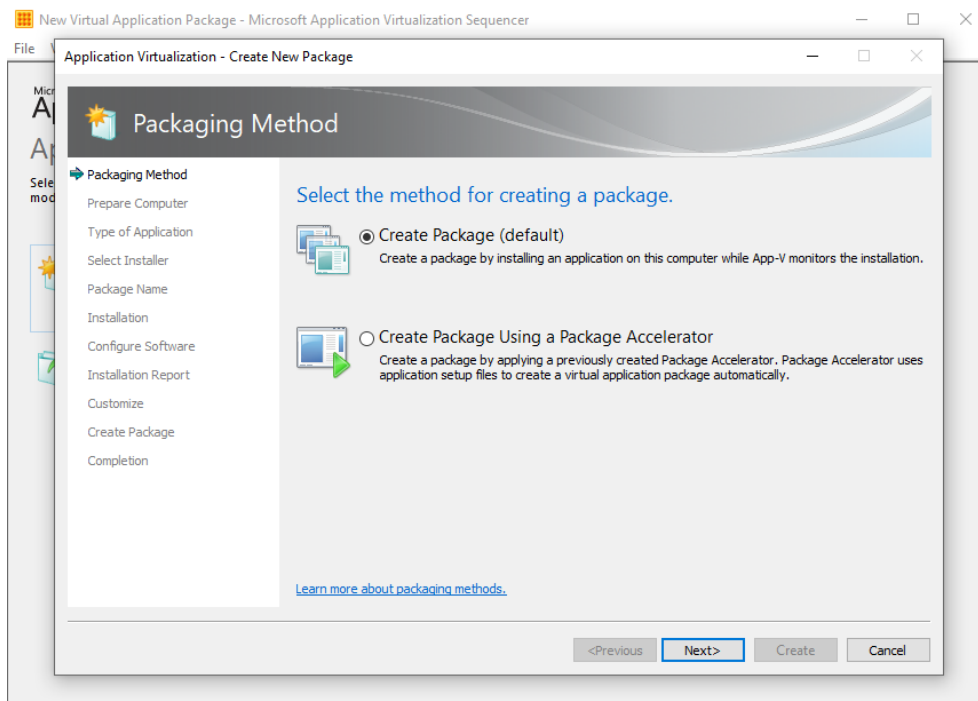 New Virtual Application Package - Microsoft Application Virtualization Sequencer
File
Application Virtualization - Create New Package
Packaging Method
Packaging Method
Prepare Computer
Type of Application
Select Installer
Package Name
Installation
Configure Software
Installation Report
Customize
Create Package
Completion
Select the method for creating a package.
Create Package (default)
Create a package by installing an application on this computer while App-V monitors the installation.
Create Package Using a Package Accelerator
Create a package by applying a previously created Package Accelerator. Package Accelerator uses
application setup files to create a virtual application package automatically.
Learn more about packaging methods.
<Previous
Next>
Create
Cancel